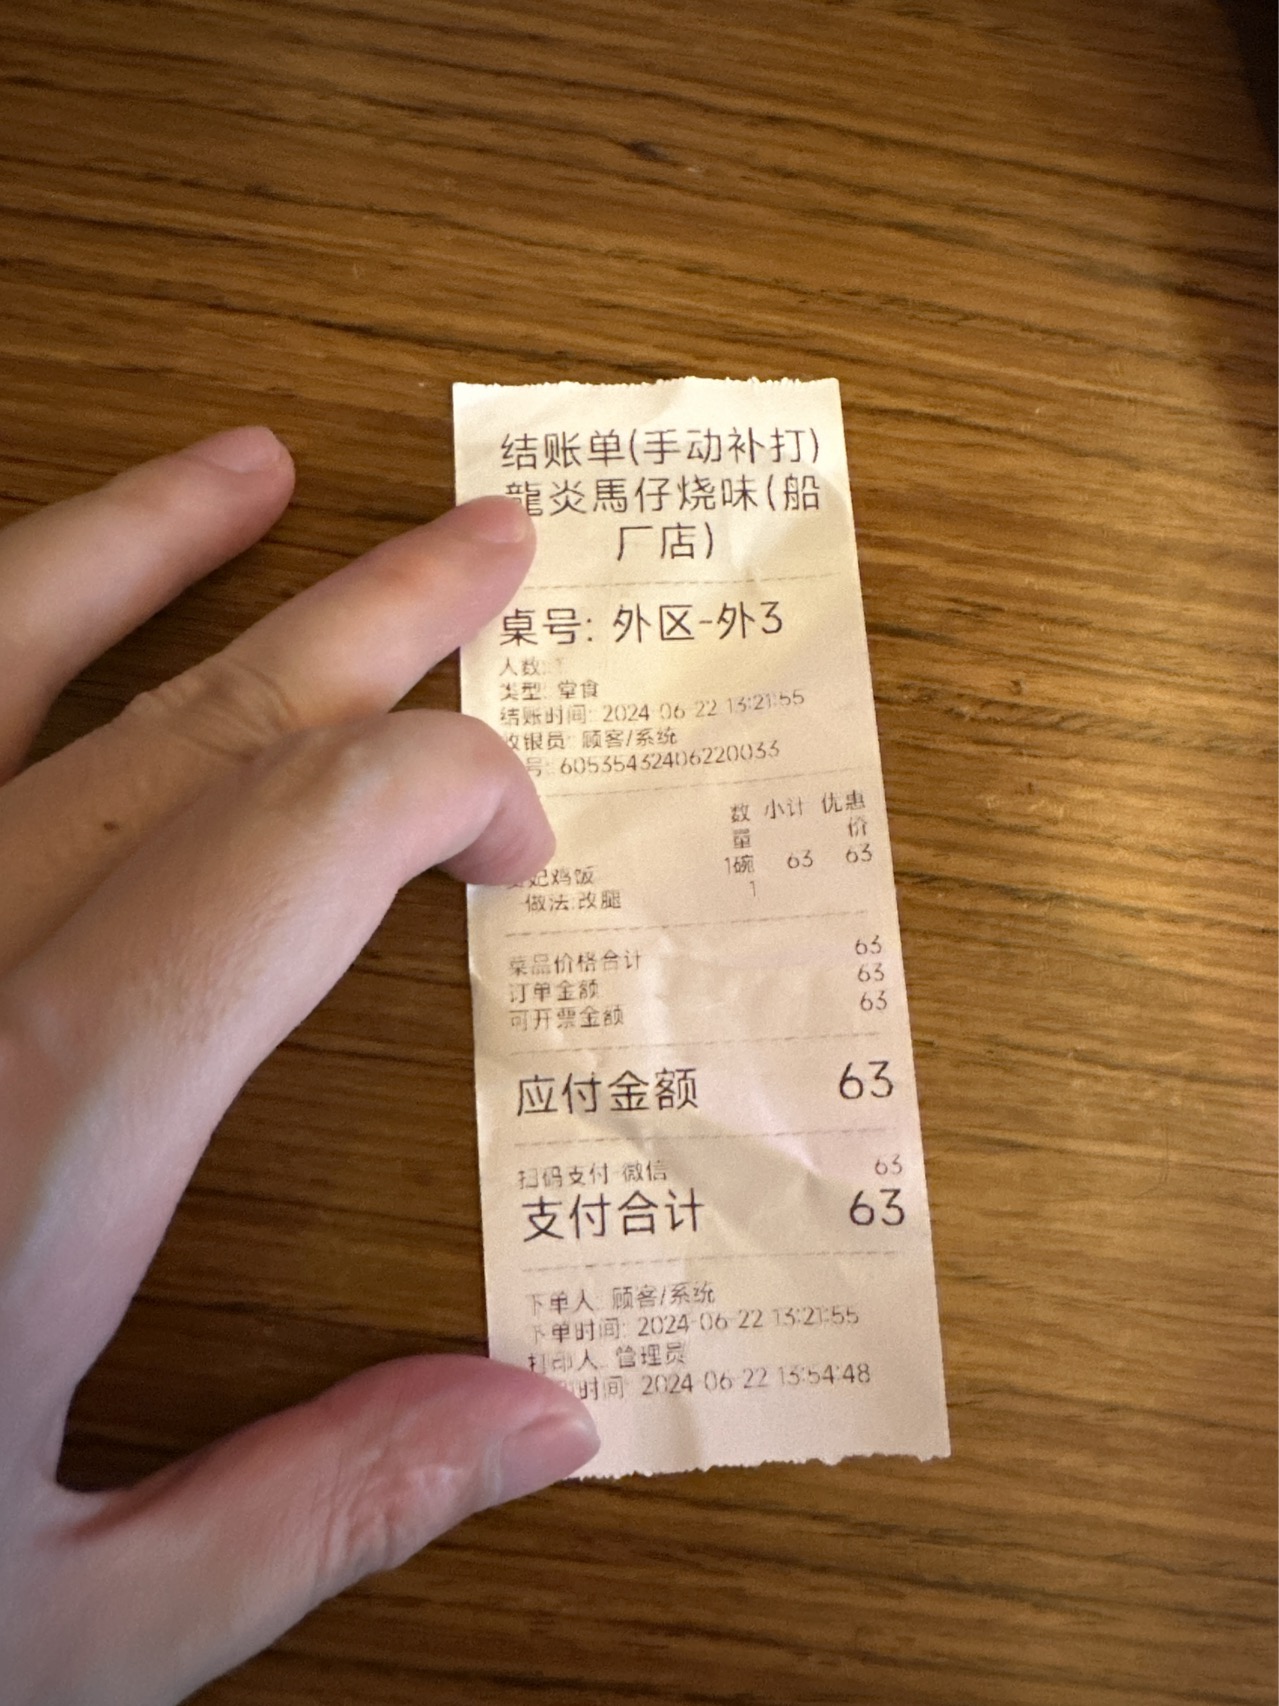 结账单(手动补打)
龍炎馬仔烧味(船
厂店)
桌号: 外区-外3
人数:
类型: 堂食
结账时间: 2024-06-22 13:21:55
收银员: 顾客/系统
号: 605354432406220033
数量 小计 优惠价
妃鸡饭 1碗 63 63
做法:改腿 1
菜品价格合计 63
订单金额 63
可开票金额 63
应付金额 63
扫码支付-微信 63
支付合计 63
下单人: 顾客/系统
下单时间: 2024-06-22 13:21:55
打印人: 管理员
时间: 2024-06-22 13:54:48